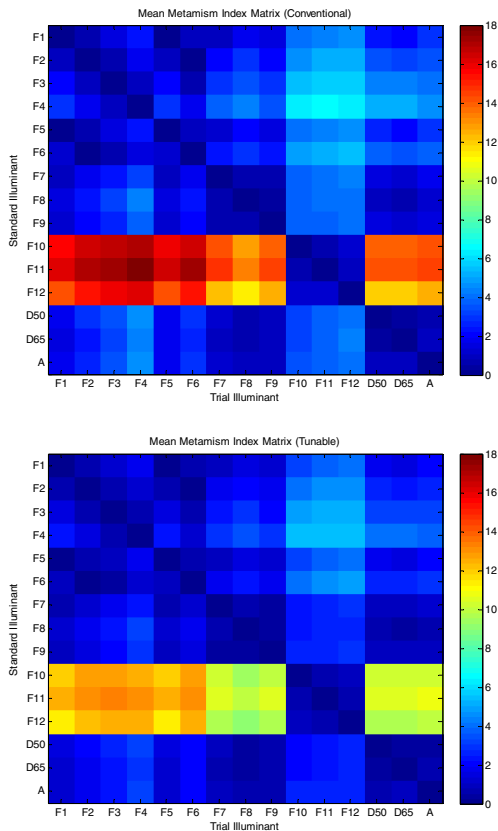 Mean Metamism Index Matrix (Conventional)
Standard Illuminant
F1
F2
F3
F4
F5
F6
F7
F8
F9
F10
F11
F12
D50
D65
A
F1 F2 F3 F4 F5 F6 F7 F8 F9 F10 F11 F12 D50 D65 A
Trial Illuminant
18
16
14
12
10
8
6
4
2
0
Mean Metamism Index Matrix (Tunable)
Standard Illuminant
F1
F2
F3
F4
F5
F6
F7
F8
F9
F10
F11
F12
D50
D65
A
F1 F2 F3 F4 F5 F6 F7 F8 F9 F10 F11 F12 D50 D65 A
Trial Illuminant
18
16
14
12
10
8
6
4
2
0